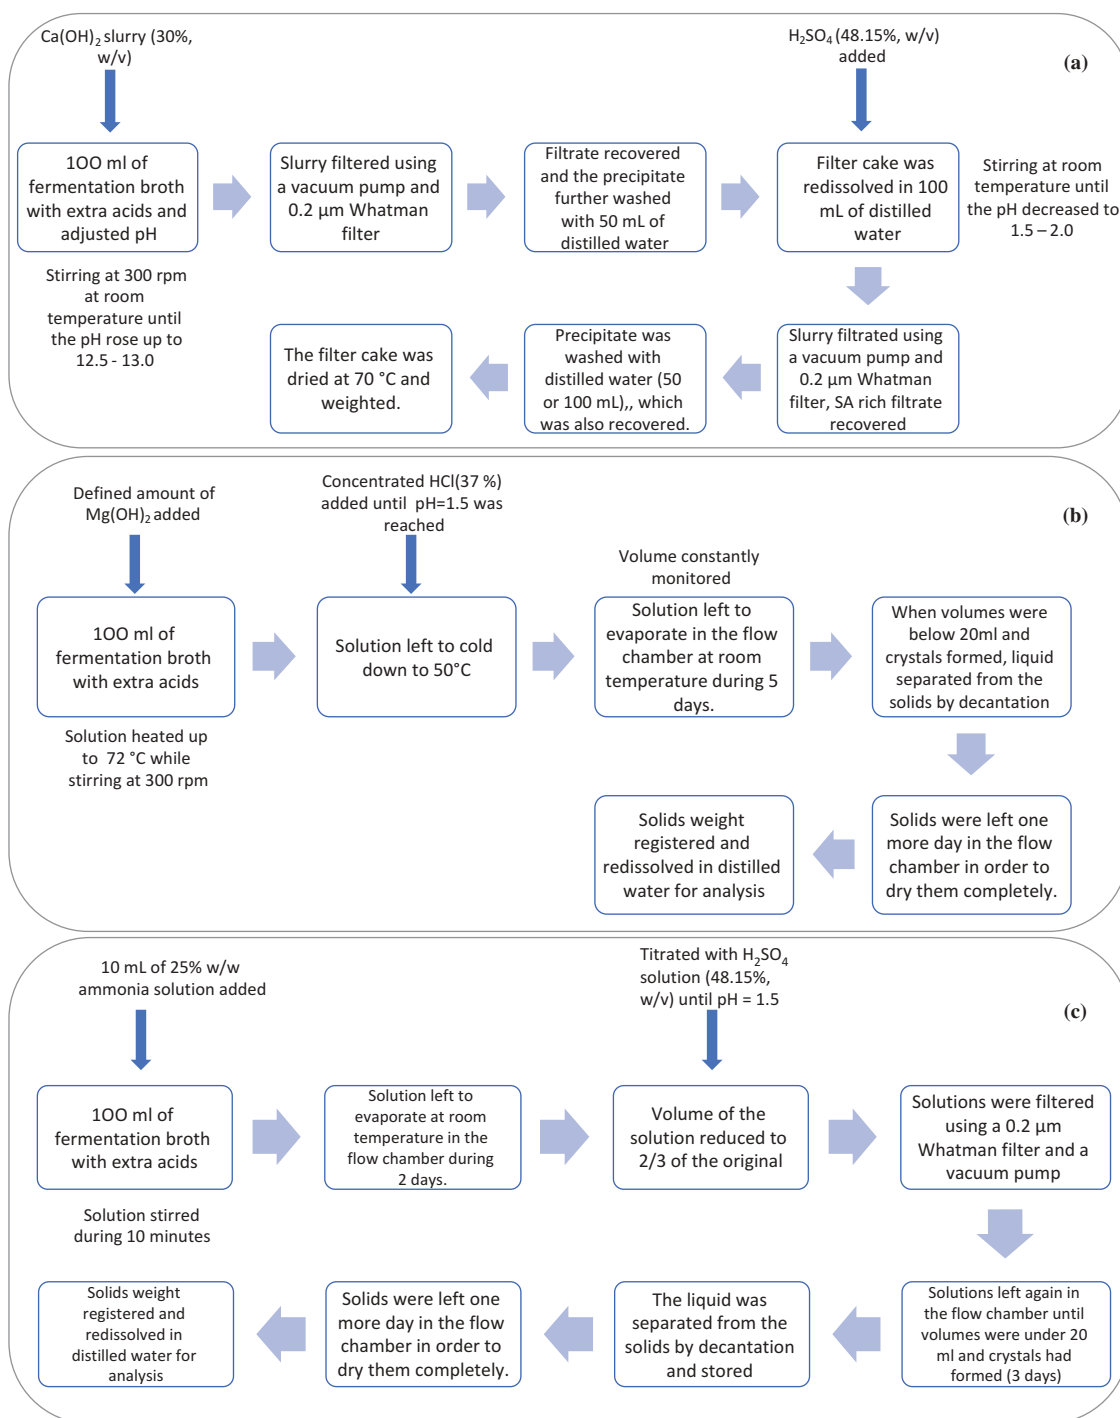 Ca(OH)₂ slurry (30%,
w/v)
H₂SO₄ (48.15%, w/v)
added
(a)
1OO ml of
fermentation broth
with extra acids and
adjusted pH
Slurry filtered using
a vacuum pump and
0.2 µm Whatman
filter
Filtrate recovered
and the precipitate
further washed
with 50 mL of
distilled water
Filter cake was
redissolved in 100
mL of distilled
water
Stirring at room
temperature until
the pH decreased to
1.5 – 2.0
Stirring at 300 rpm
at room
temperature until
the pH rose up to
12.5 - 13.0
The filter cake was
dried at 70 °C and
weighted.
Precipitate was
washed with
distilled water (50
or 100 mL),, which
was also recovered.
Slurry filtrated using
a vacuum pump and
0.2 µm Whatman
filter, SA rich filtrate
recovered
Defined amount of
Mg(OH)₂ added
Concentrated HCl(37 %)
added until pH=1.5 was
reached
(b)
Volume constantly
monitored
1OO ml of
fermentation broth
with extra acids
Solution left to cold
down to 50°C
Solution left to
evaporate in the flow
chamber at room
temperature during 5
days.
When volumes were
below 20ml and
crystals formed, liquid
separated from the
solids by decantation
Solution heated up
to 72 °C while
stirring at 300 rpm
Solids weight
registered and
redissolved in distilled
water for analysis
Solids were left one
more day in the flow
chamber in order to
dry them completely.
10 mL of 25% w/w
ammonia solution added
Titrated with H₂SO₄
solution (48.15%,
w/v) until pH = 1.5
(c)
1OO ml of
fermentation broth
with extra acids
Solution left to
evaporate at room
temperature in the
flow chamber during
2 days.
Volume of the
solution reduced to
2/3 of the original
Solutions were filtered
using a 0.2 µm
Whatman filter and a
vacuum pump
Solution stirred
during 10 minutes
Solids weight
registered and
redissolved in
distilled water for
analysis
Solids were left one
more day in the flow
chamber in order to
dry them completely.
The liquid was
separated from the
solids by decantation
and stored
Solutions left again in
the flow chamber until
volumes were under 20
ml and crystals had
formed (3 days)